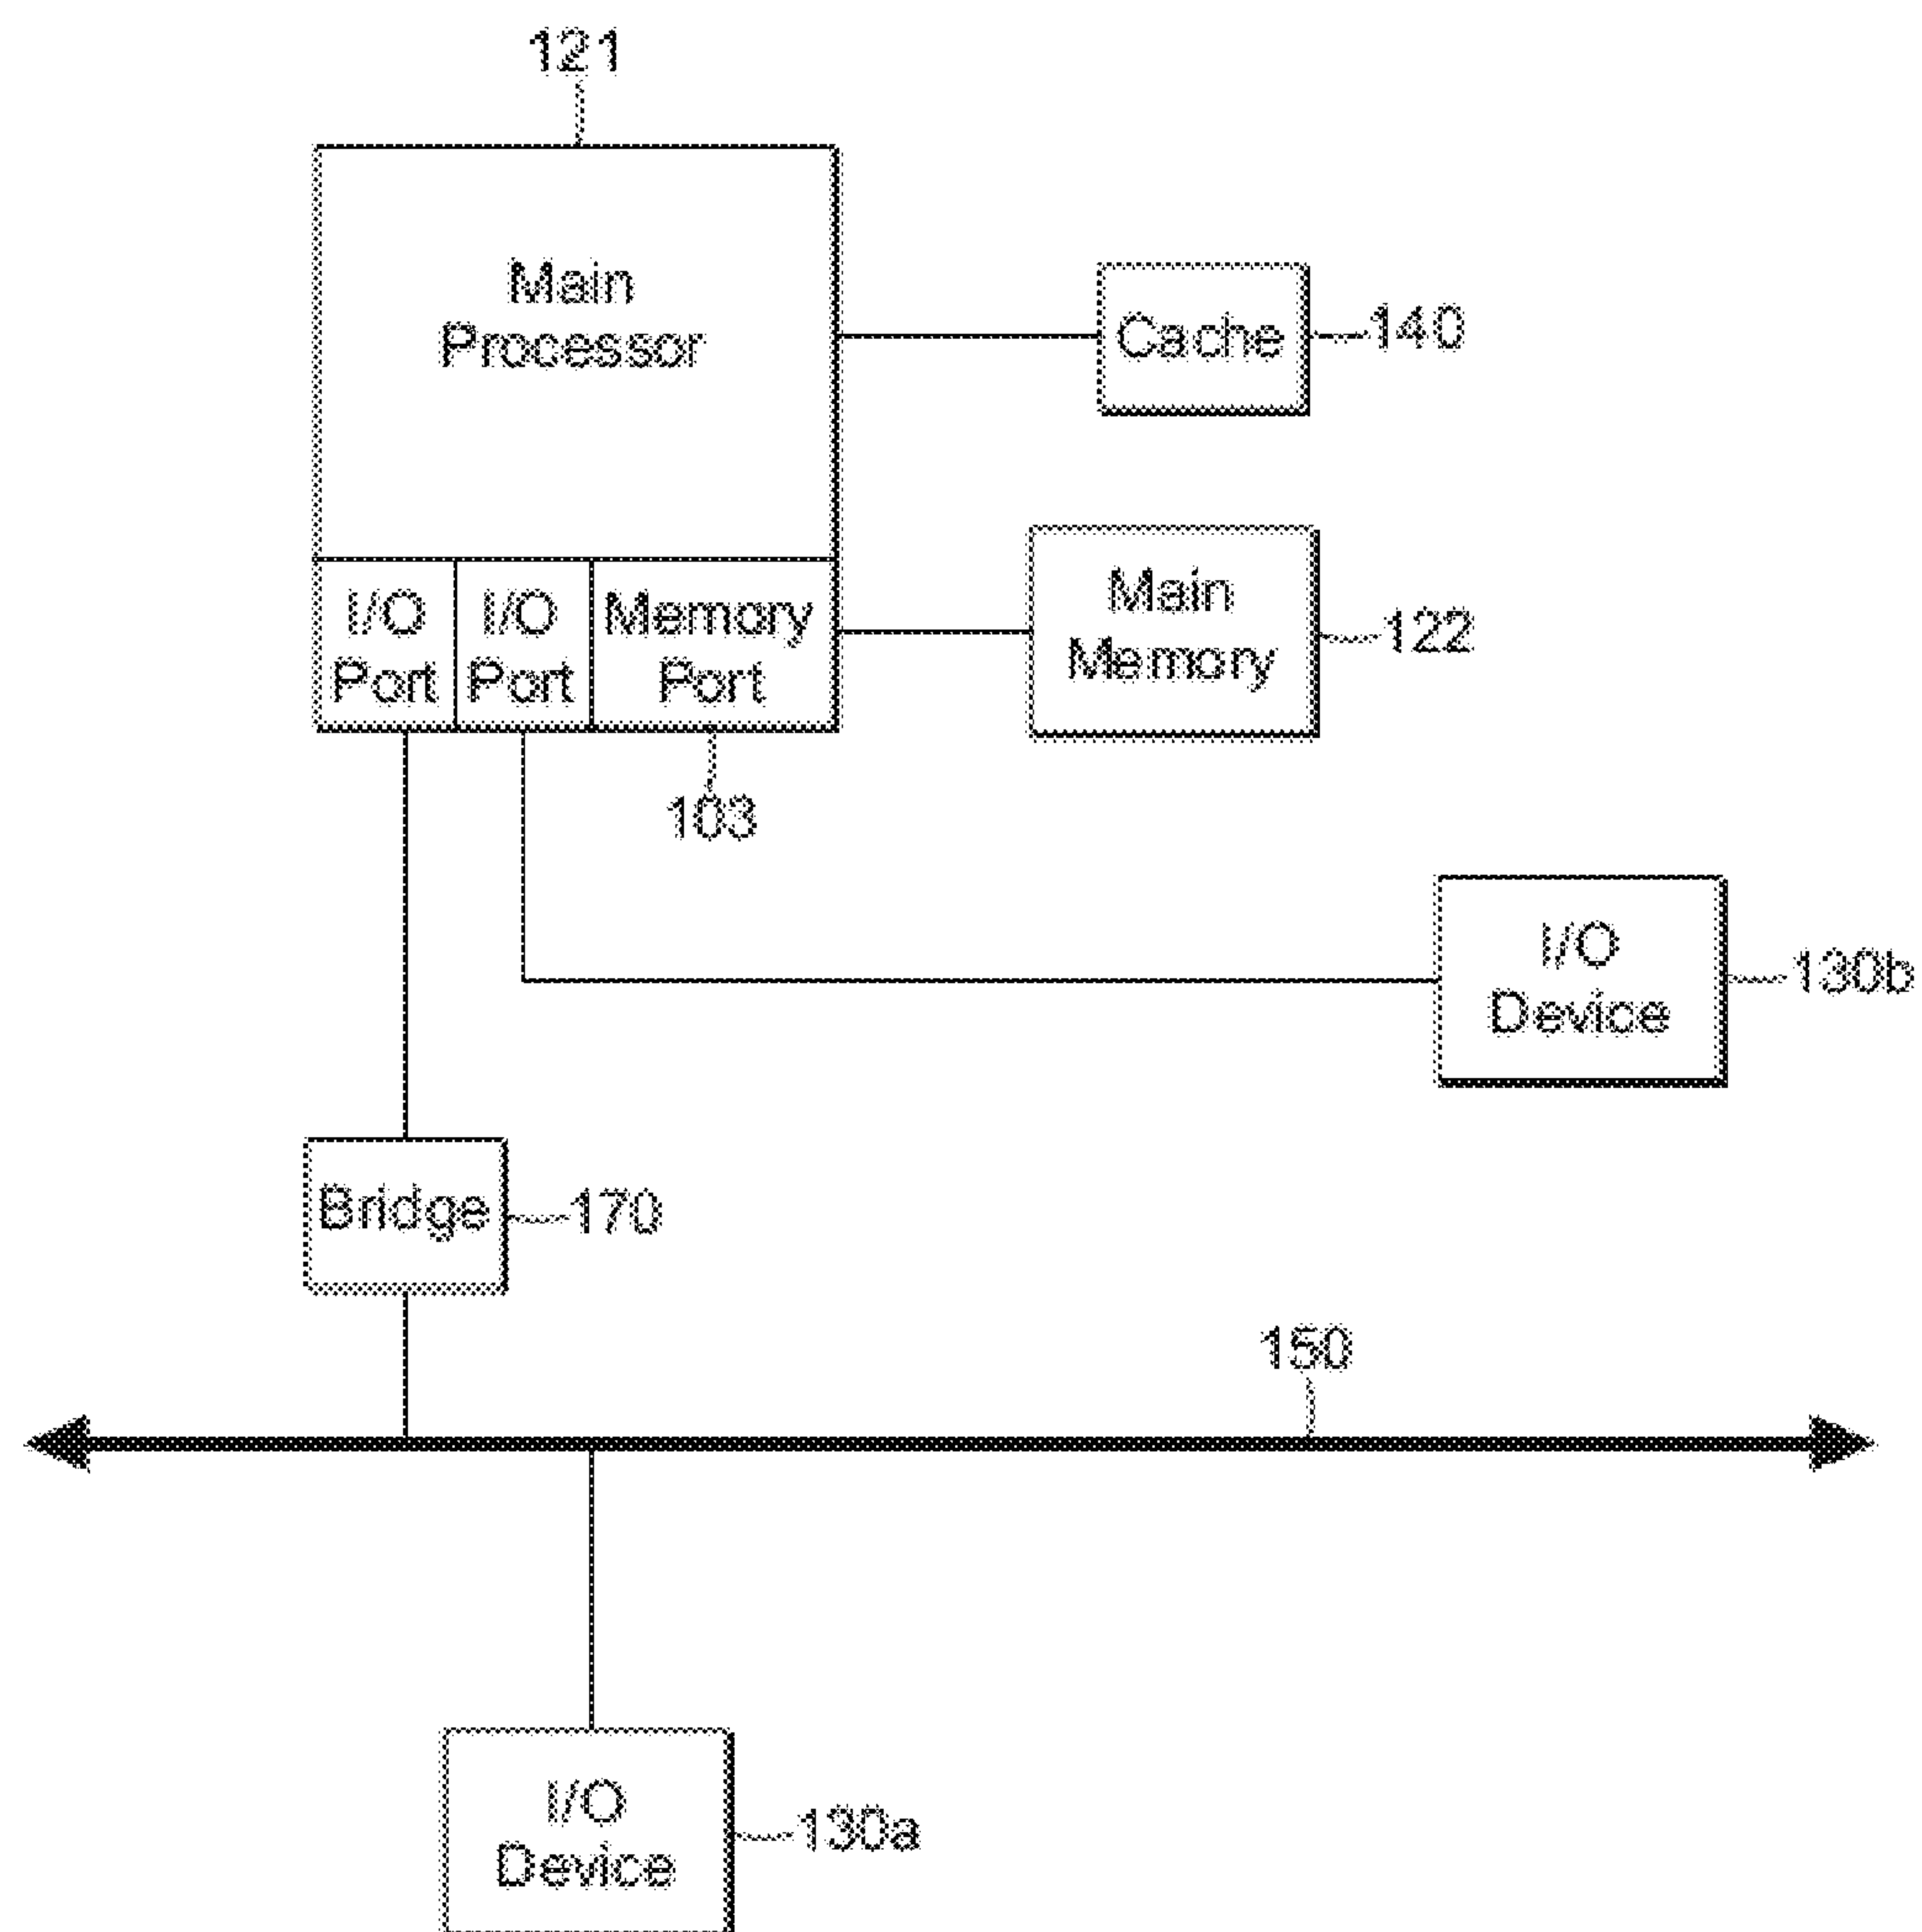 121
Main
Processor
Cache
140
I/O
Port
I/O
Port
Memory
Port
Main
Memory
122
103
I/O
Device
130b
Bridge
170
150
I/O
Device
130a